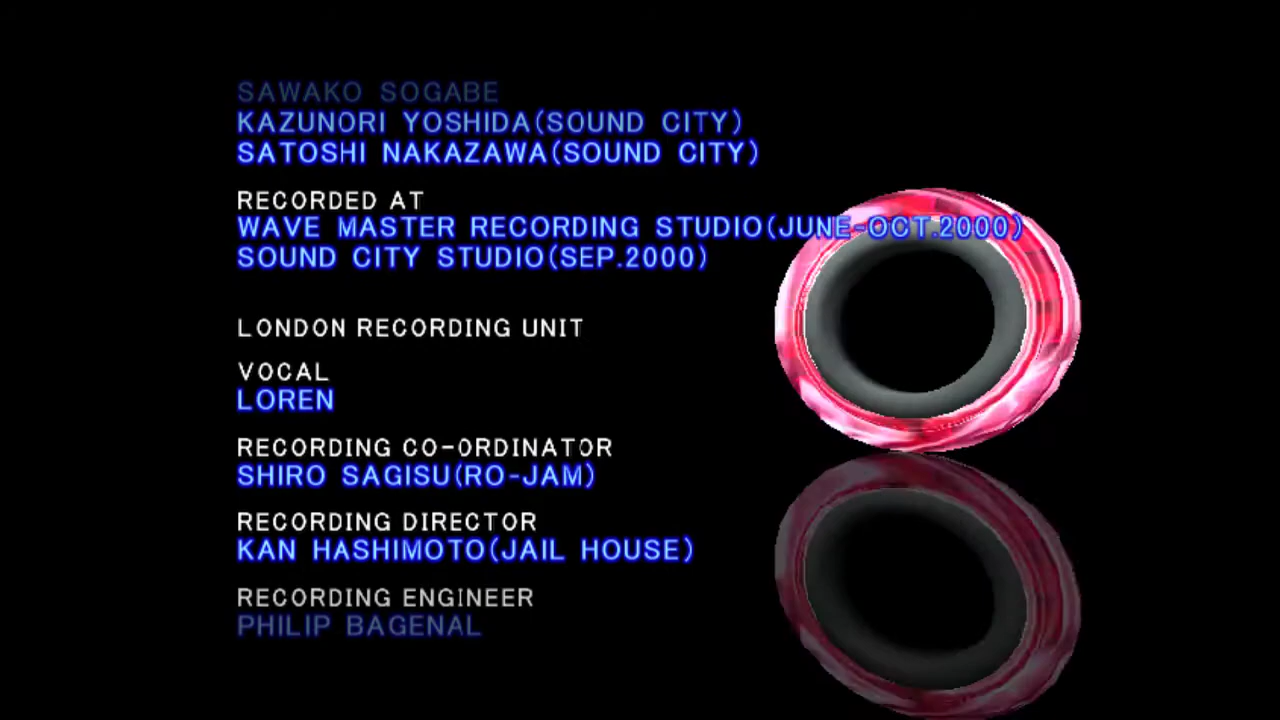 SAWAKO SOGABE
KAZUNORI YOSHIDA(SOUND CITY)
SATOSHI NAKAZAWA(SOUND CITY)
RECORDED AT
WAVE MASTER RECORDING STUDIO(JUNE-OCT.2000)
SOUND CITY STUDIO(SEP.2000)
LONDON RECORDING UNIT
VOCAL
LOREN
RECORDING CO-ORDINATOR
SHIRO SAGISU(RO-JAM)
RECORDING DIRECTOR
KAN HASHIMOTO(JAIL HOUSE)
RECORDING ENGINEER
PHILIP BAGENAL